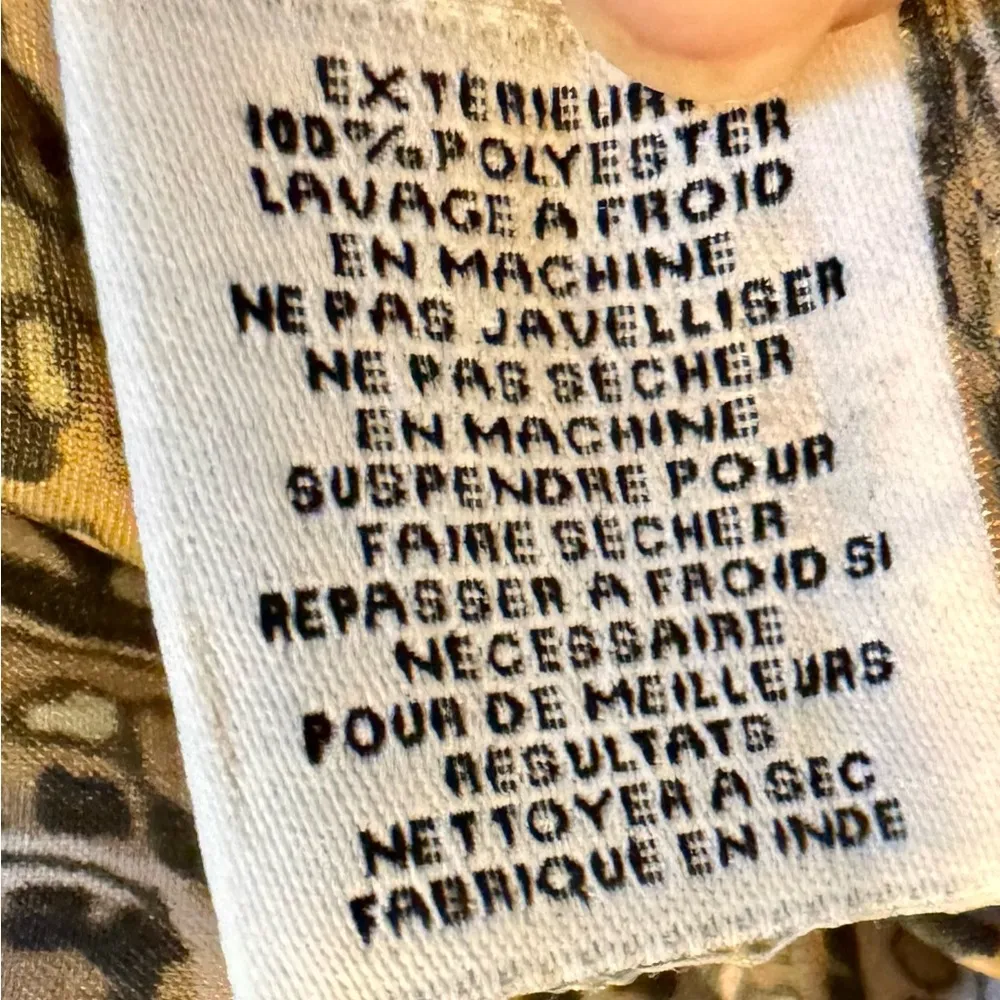 EXTERIEUR:
100% POLYESTER
LAVAGE A FROID
EN MACHINE
NE PAS JAVELLISER
NE PAS SECHER
EN MACHINE
SUSPENDRE POUR
FAIRE SECHER
REPASSER A FROID SI
NECESSAIRE
POUR DE MEILLEURS
RESULTATS
NETTOYER A SEC
FABRIQUE EN INDE